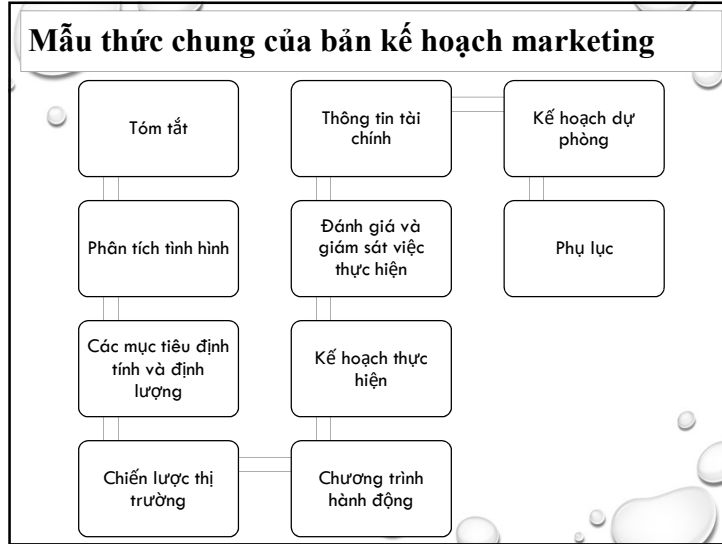 Mẫu thức chung của bản kế hoạch marketing
Tóm tắt
Phân tích tình hình
Các mục tiêu định
tính và định
lượng
Chiến lược thị
trường
Chương trình
hành động
Kế hoạch thực
hiện
Đánh giá và
giám sát việc
thực hiện
Thông tin tài
chính
Kế hoạch dự
phòng
Phụ lục